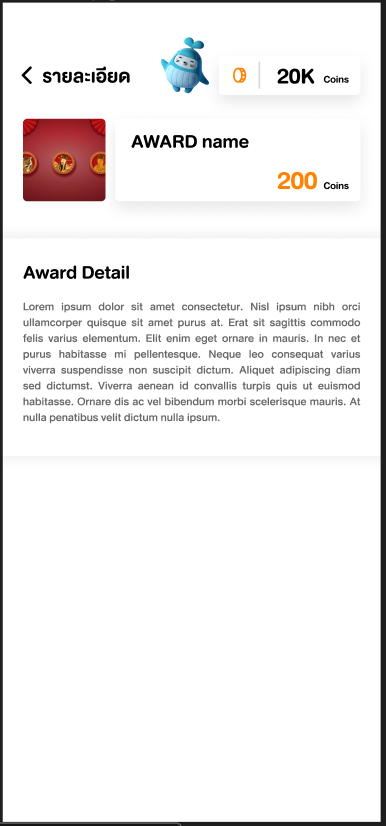 รายละเอียด
20K Coins
AWARD name
200 Coins
Award Detail
Lorem ipsum dolor sit amet consectetur. Nisl ipsum nibh orci
ullamcorper quisque sit amet purus at. Erat sit sagittis commodo
felis varius elementum. Elit enim eget ornare in mauris. In nec et
purus habitasse mi pellentesque. Neque leo consequat varius
viverra suspendisse non suscipit dictum. Aliquet adipiscing diam
sed dictumst. Viverra aenean id convallis turpis quis ut euismod
habitasse. Ornare dis ac vel bibendum morbi scelerisque mauris. At
nulla penatibus velit dictum nulla ipsum.